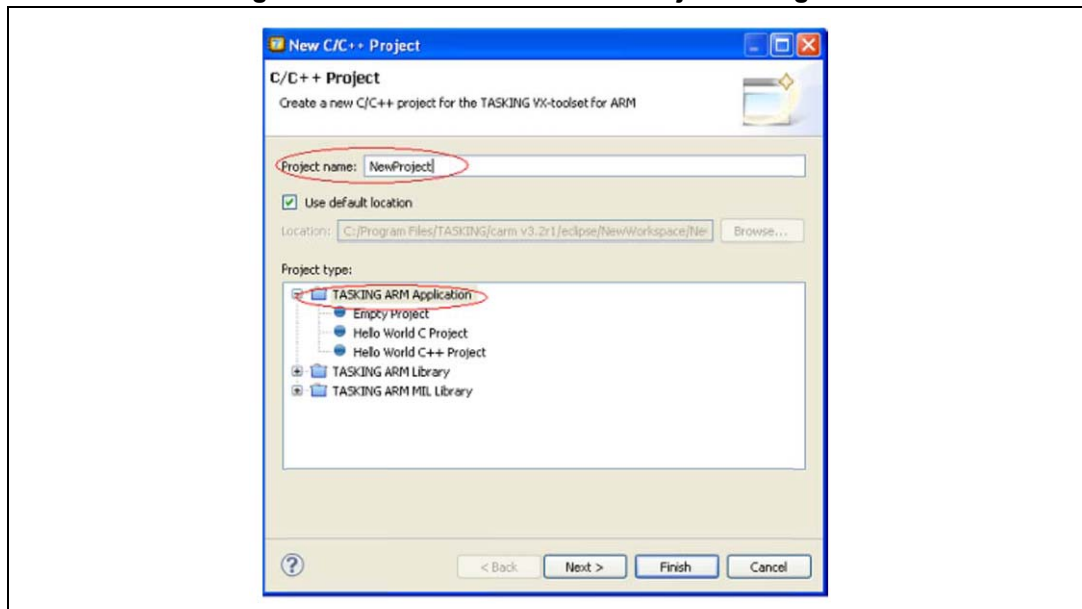 New C/C++ Project
C/C++ Project
Create a new C/C++ project for the TASKING VX-toolset for ARM
Project name: NewProject
Use default location
Location: C:/Program Files/TASKING/carm v3.2r1/eclipse/NewWorkspace/Ne Browse...
Project type:
TASKING ARM Application
Empty Project
Hello World C Project
Hello World C++ Project
TASKING ARM Library
TASKING ARM MIL Library
? < Back Next > Finish Cancel